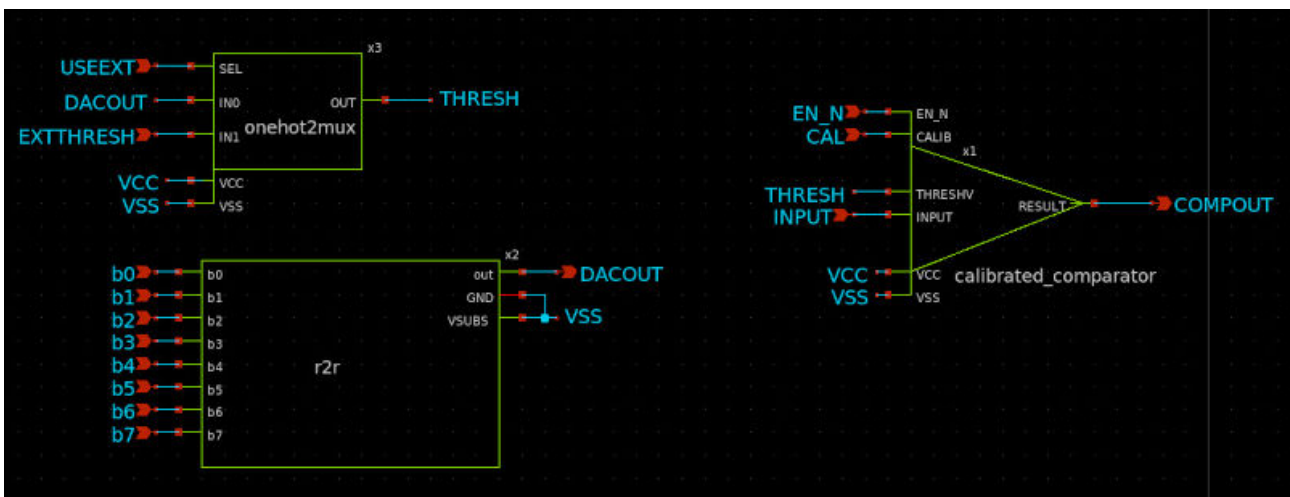 x3
USEEXT SEL
DACOUT IN0 OUT THRESH
EXTTHRESH IN1 onehot2mux
VCC VCC
VSS VSS
x2
b0 b0 out DACOUT
b1 b1 GND
b2 b2 VSUBS VSS
b3 b3
b4 b4 r2r
b5 b5
b6 b6
b7 b7
EN_N EN_N
CAL CALIB
x1
THRESH THRESHV
INPUT INPUT RESULT COMPOUT
VCC VCC calibrated_comparator
VSS VSS